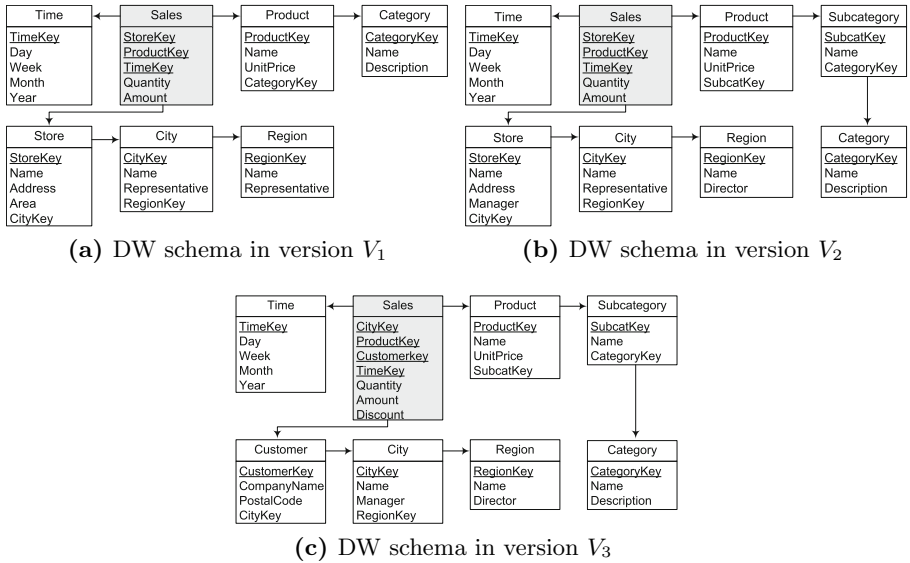 Time
TimeKey
Day
Week
Month
Year
Sales
StoreKey
ProductKey
TimeKey
Quantity
Amount
Product
ProductKey
Name
UnitPrice
CategoryKey
Category
CategoryKey
Name
Description
Store
StoreKey
Name
Address
Area
CityKey
City
CityKey
Name
Representative
RegionKey
Region
RegionKey
Name
Representative
(a) DW schema in version V1
Time
TimeKey
Day
Week
Month
Year
Sales
StoreKey
ProductKey
TimeKey
Quantity
Amount
Product
ProductKey
Name
UnitPrice
SubcatKey
Subcategory
SubcatKey
Name
CategoryKey
Store
StoreKey
Name
Address
Manager
CityKey
City
CityKey
Name
Representative
RegionKey
Region
RegionKey
Name
Director
Category
CategoryKey
Name
Description
(b) DW schema in version V2
Time
TimeKey
Day
Week
Month
Year
Sales
CityKey
ProductKey
Customerkey
TimeKey
Quantity
Amount
Discount
Product
ProductKey
Name
UnitPrice
SubcatKey
Subcategory
SubcatKey
Name
CategoryKey
Customer
CustomerKey
CompanyName
PostalCode
CityKey
City
CityKey
Name
Manager
RegionKey
Region
RegionKey
Name
Director
Category
CategoryKey
Name
Description
(c) DW schema in version V3